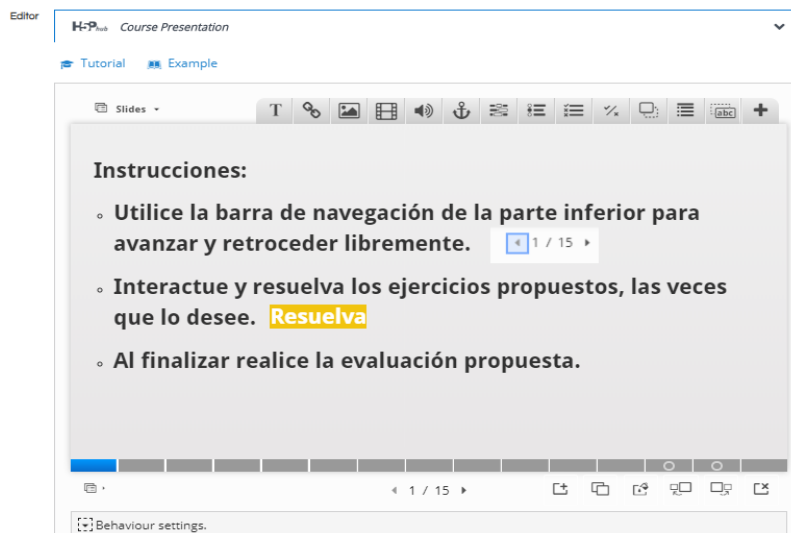 Editor
H5Phub Course Presentation
Tutorial Example
Slides
T abc
Instrucciones:
Utilice la barra de navegación de la parte inferior para
avanzar y retroceder libremente. 1 / 15
Interactue y resuelva los ejercicios propuestos, las veces
que lo desee. Resuelva
Al finalizar realice la evaluación propuesta.
1 / 15
Behaviour settings.